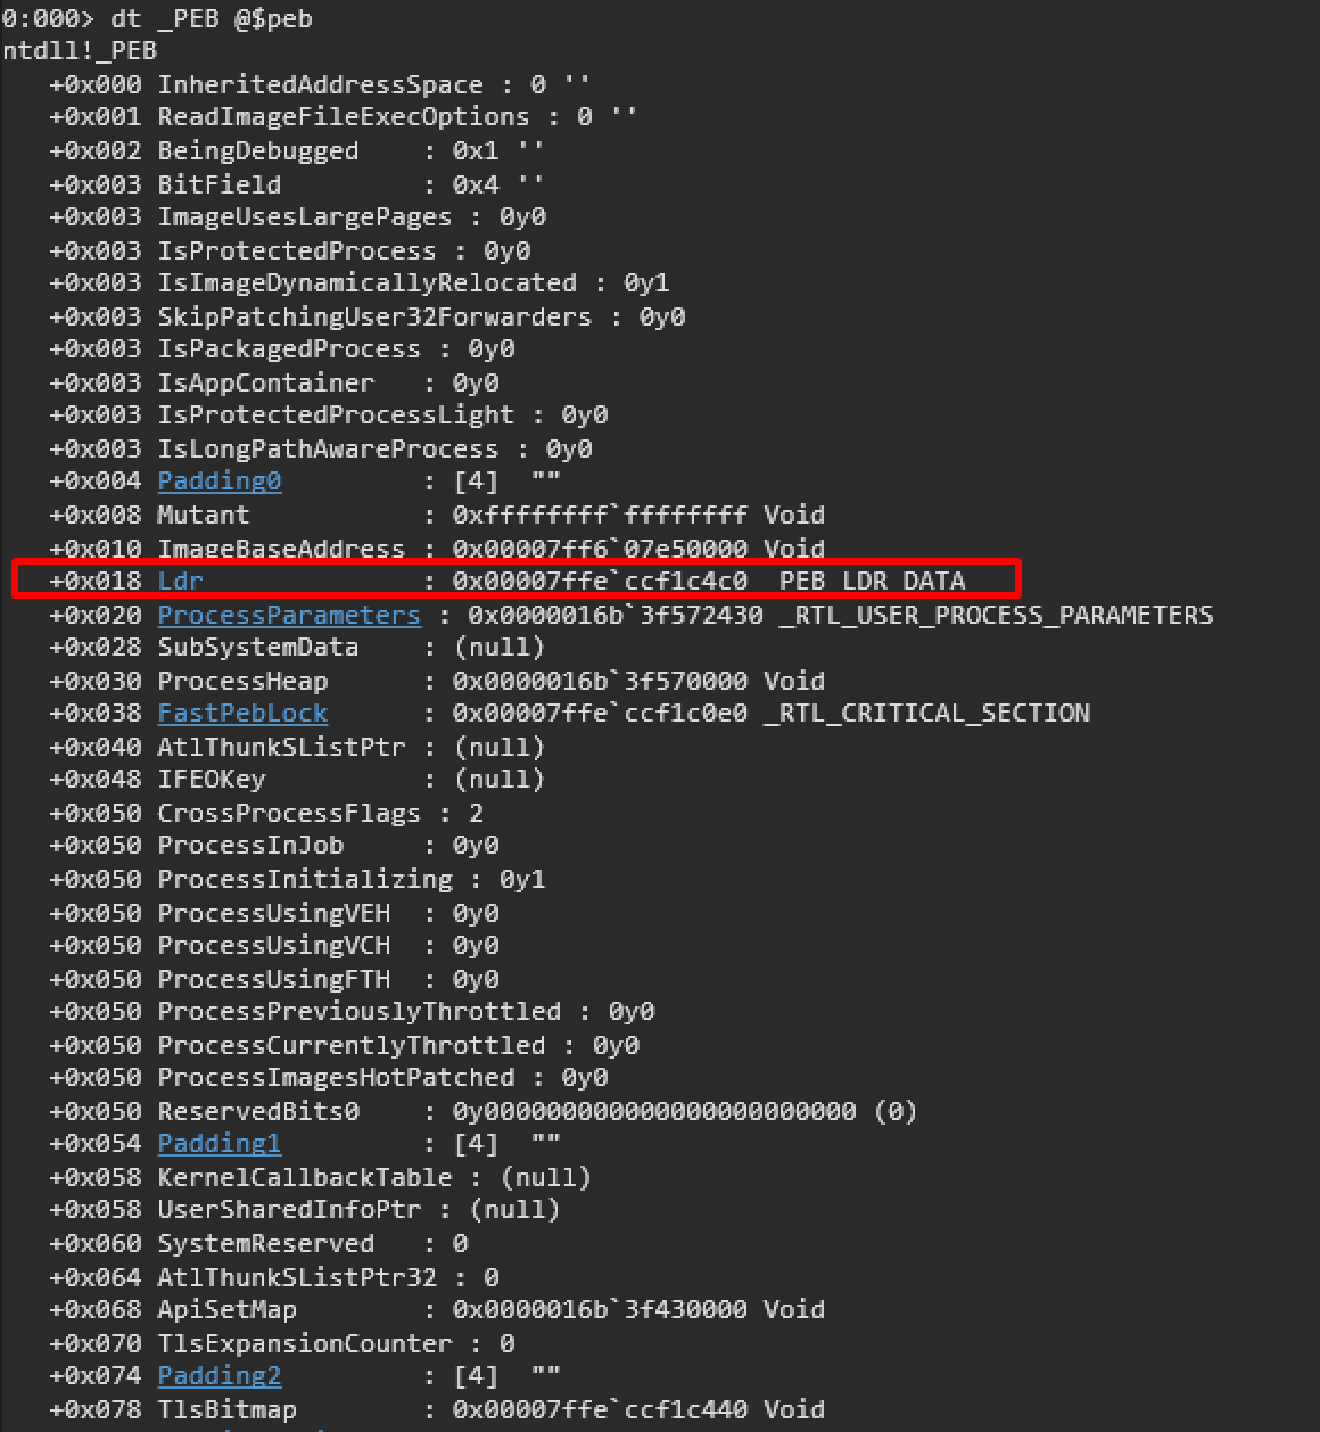 0:000> dt _PEB @$peb
ntdll!_PEB
   +0x000 InheritedAddressSpace : 0 ''
   +0x001 ReadImageFileExecOptions : 0 ''
   +0x002 BeingDebugged    : 0x1 ''
   +0x003 BitField         : 0x4 ''
   +0x003 ImageUsesLargePages : 0y0
   +0x003 IsProtectedProcess : 0y0
   +0x003 IsImageDynamicallyRelocated : 0y1
   +0x003 SkipPatchingUser32Forwarders : 0y0
   +0x003 IsPackagedProcess : 0y0
   +0x003 IsAppContainer   : 0y0
   +0x003 IsProtectedProcessLight : 0y0
   +0x003 IsLongPathAwareProcess : 0y0
   +0x004 Padding0         : [4]  ""
   +0x008 Mutant           : 0xffffffff`ffffffff Void
   +0x010 ImageBaseAddress : 0x00007ff6`07e50000 Void
   +0x018 Ldr              : 0x00007ffe`ccf1c4c0 _PEB_LDR_DATA
   +0x020 ProcessParameters : 0x0000016b`3f572430 _RTL_USER_PROCESS_PARAMETERS
   +0x028 SubSystemData    : (null)
   +0x030 ProcessHeap      : 0x0000016b`3f570000 Void
   +0x038 FastPebLock      : 0x00007ffe`ccf1c0e0 _RTL_CRITICAL_SECTION
   +0x040 AtlThunkSListPtr : (null)
   +0x048 IFEOKey          : (null)
   +0x050 CrossProcessFlags : 2
   +0x050 ProcessInJob     : 0y0
   +0x050 ProcessInitializing : 0y1
   +0x050 ProcessUsingVEH  : 0y0
   +0x050 ProcessUsingVCH  : 0y0
   +0x050 ProcessUsingFTH  : 0y0
   +0x050 ProcessPreviouslyThrottled : 0y0
   +0x050 ProcessCurrentlyThrottled : 0y0
   +0x050 ProcessImagesHotPatched : 0y0
   +0x050 ReservedBits0    : 0y0000000000000000000000000 (0)
   +0x054 Padding1         : [4]  ""
   +0x058 KernelCallbackTable : (null)
   +0x058 UserSharedInfoPtr : (null)
   +0x060 SystemReserved   : 0
   +0x064 AtlThunkSListPtr32 : 0
   +0x068 ApiSetMap        : 0x0000016b`3f430000 Void
   +0x070 TlsExpansionCounter : 0
   +0x074 Padding2         : [4]  ""
   +0x078 TlsBitmap        : 0x00007ffe`ccf1c440 Void